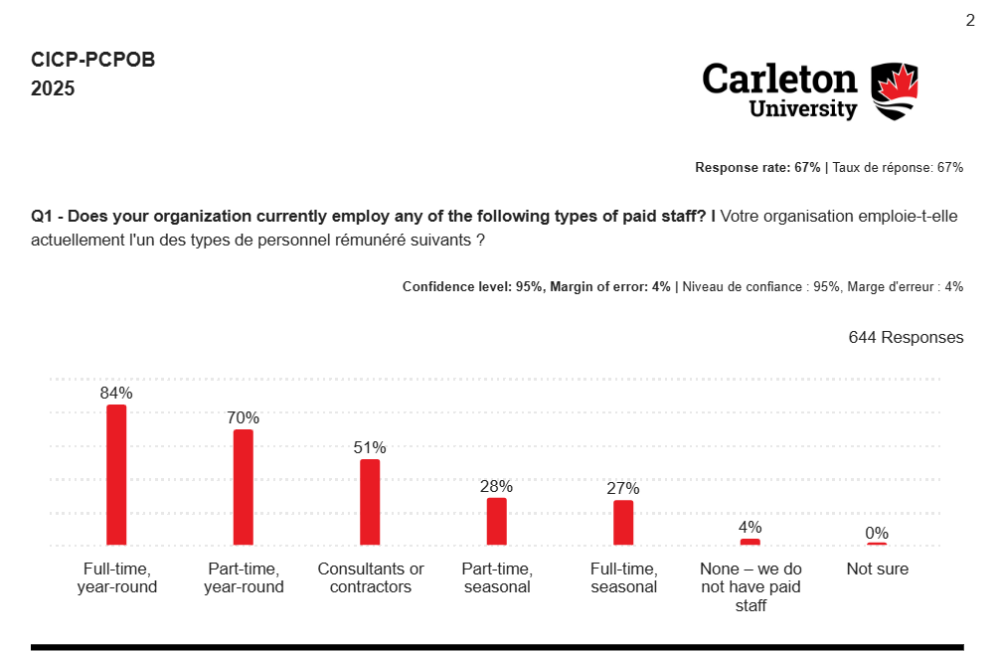 2
CICP-PCPOB
2025
Carleton
University
Response rate: 67% | Taux de réponse: 67%
Q1 - Does your organization currently employ any of the following types of paid staff? I Votre organisation emploie-t-elle
actuellement l'un des types de personnel rémunéré suivants ?
Confidence level: 95%, Margin of error: 4% | Niveau de confiance : 95%, Marge d'erreur : 4%
644 Responses
84%
70%
51%
28%
27%
4%
0%
Full-time,
year-round
Part-time,
year-round
Consultants or
contractors
Part-time,
seasonal
Full-time,
seasonal
None – we do
not have paid
staff
Not sure